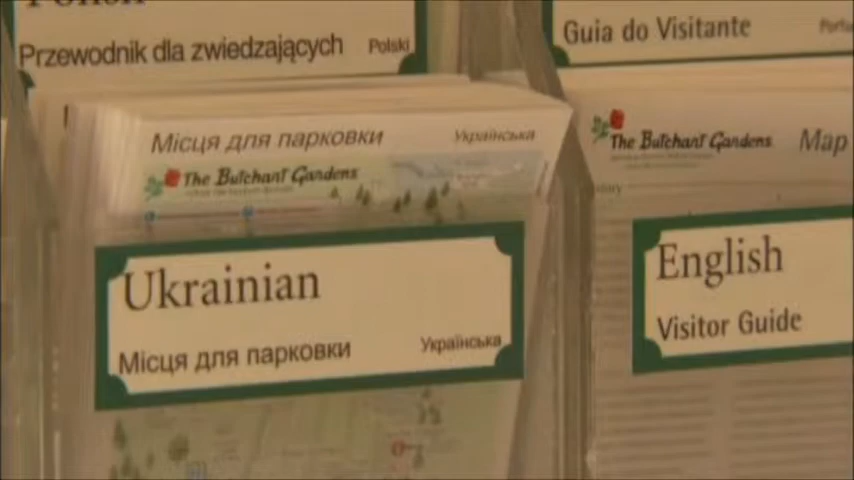 Polish
Przewodnik dla zwiedzających Polski
Guia do Visitante
Місця для парковки Українська
The Butchart Gardens
The Butchart Gardens Map
Ukrainian
Місця для парковки Українська
English
Visitor Guide